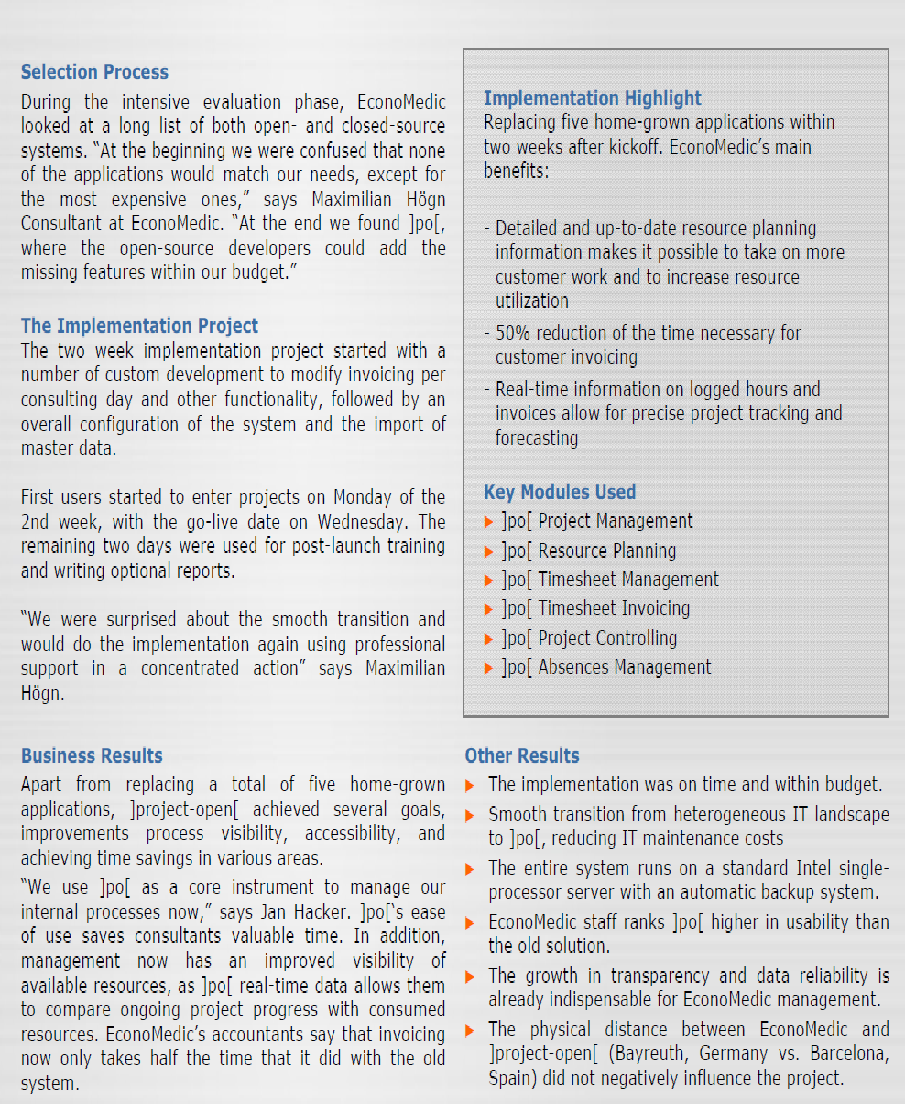 Selection Process
During the intensive evaluation phase, EconoMedic
looked at a long list of both open- and closed-source
systems. “At the beginning we were confused that none
of the applications would match our needs, except for
the most expensive ones,” says Maximilian Högn
Consultant at EconoMedic. “At the end we found ]po[,
where the open-source developers could add the
missing features within our budget.”
The Implementation Project
The two week implementation project started with a
number of custom development to modify invoicing per
consulting day and other functionality, followed by an
overall configuration of the system and the import of
master data.
First users started to enter projects on Monday of the
2nd week, with the go-live date on Wednesday. The
remaining two days were used for post-launch training
and writing optional reports.
“We were surprised about the smooth transition and
would do the implementation again using professional
support in a concentrated action” says Maximilian
Högn.
Business Results
Apart from replacing a total of five home-grown
applications, ]project-open[ achieved several goals,
improvements process visibility, accessibility, and
achieving time savings in various areas.
“We use ]po[ as a core instrument to manage our
internal processes now,” says Jan Hacker. ]po[‘s ease
of use saves consultants valuable time. In addition,
management now has an improved visibility of
available resources, as ]po[ real-time data allows them
to compare ongoing project progress with consumed
resources. EconoMedic’s accountants say that invoicing
now only takes half the time that it did with the old
system.
Implementation Highlight
Replacing five home-grown applications within
two weeks after kickoff. EconoMedic’s main
benefits:
- Detailed and up-to-date resource planning
information makes it possible to take on more
customer work and to increase resource
utilization
- 50% reduction of the time necessary for
customer invoicing
- Real-time information on logged hours and
invoices allow for precise project tracking and
forecasting
Key Modules Used
]po[ Project Management
]po[ Resource Planning
]po[ Timesheet Management
]po[ Timesheet Invoicing
]po[ Project Controlling
]po[ Absences Management
Other Results
The implementation was on time and within budget.
Smooth transition from heterogeneous IT landscape
to ]po[, reducing IT maintenance costs
The entire system runs on a standard Intel single-
processor server with an automatic backup system.
EconoMedic staff ranks ]po[ higher in usability than
the old solution.
The growth in transparency and data reliability is
already indispensable for EconoMedic management.
The physical distance between EconoMedic and
]project-open[ (Bayreuth, Germany vs. Barcelona,
Spain) did not negatively influence the project.